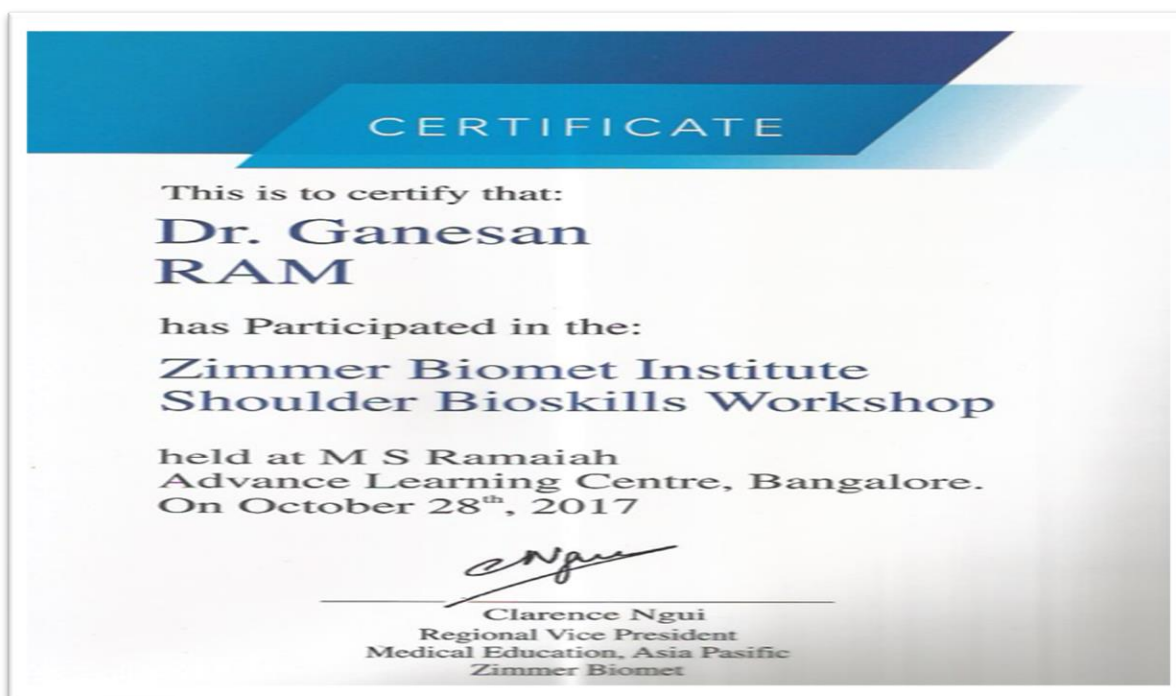 CERTIFICATE
This is to certify that:
Dr. Ganesan
RAM
has Participated in the:
Zimmer Biomet Institute
Shoulder Bioskills Workshop
held at M S Ramaiah
Advance Learning Centre, Bangalore.
On October 28th, 2017
CNgui
Clarence Ngui
Regional Vice President
Medical Education, Asia Pasific
Zimmer Biomet